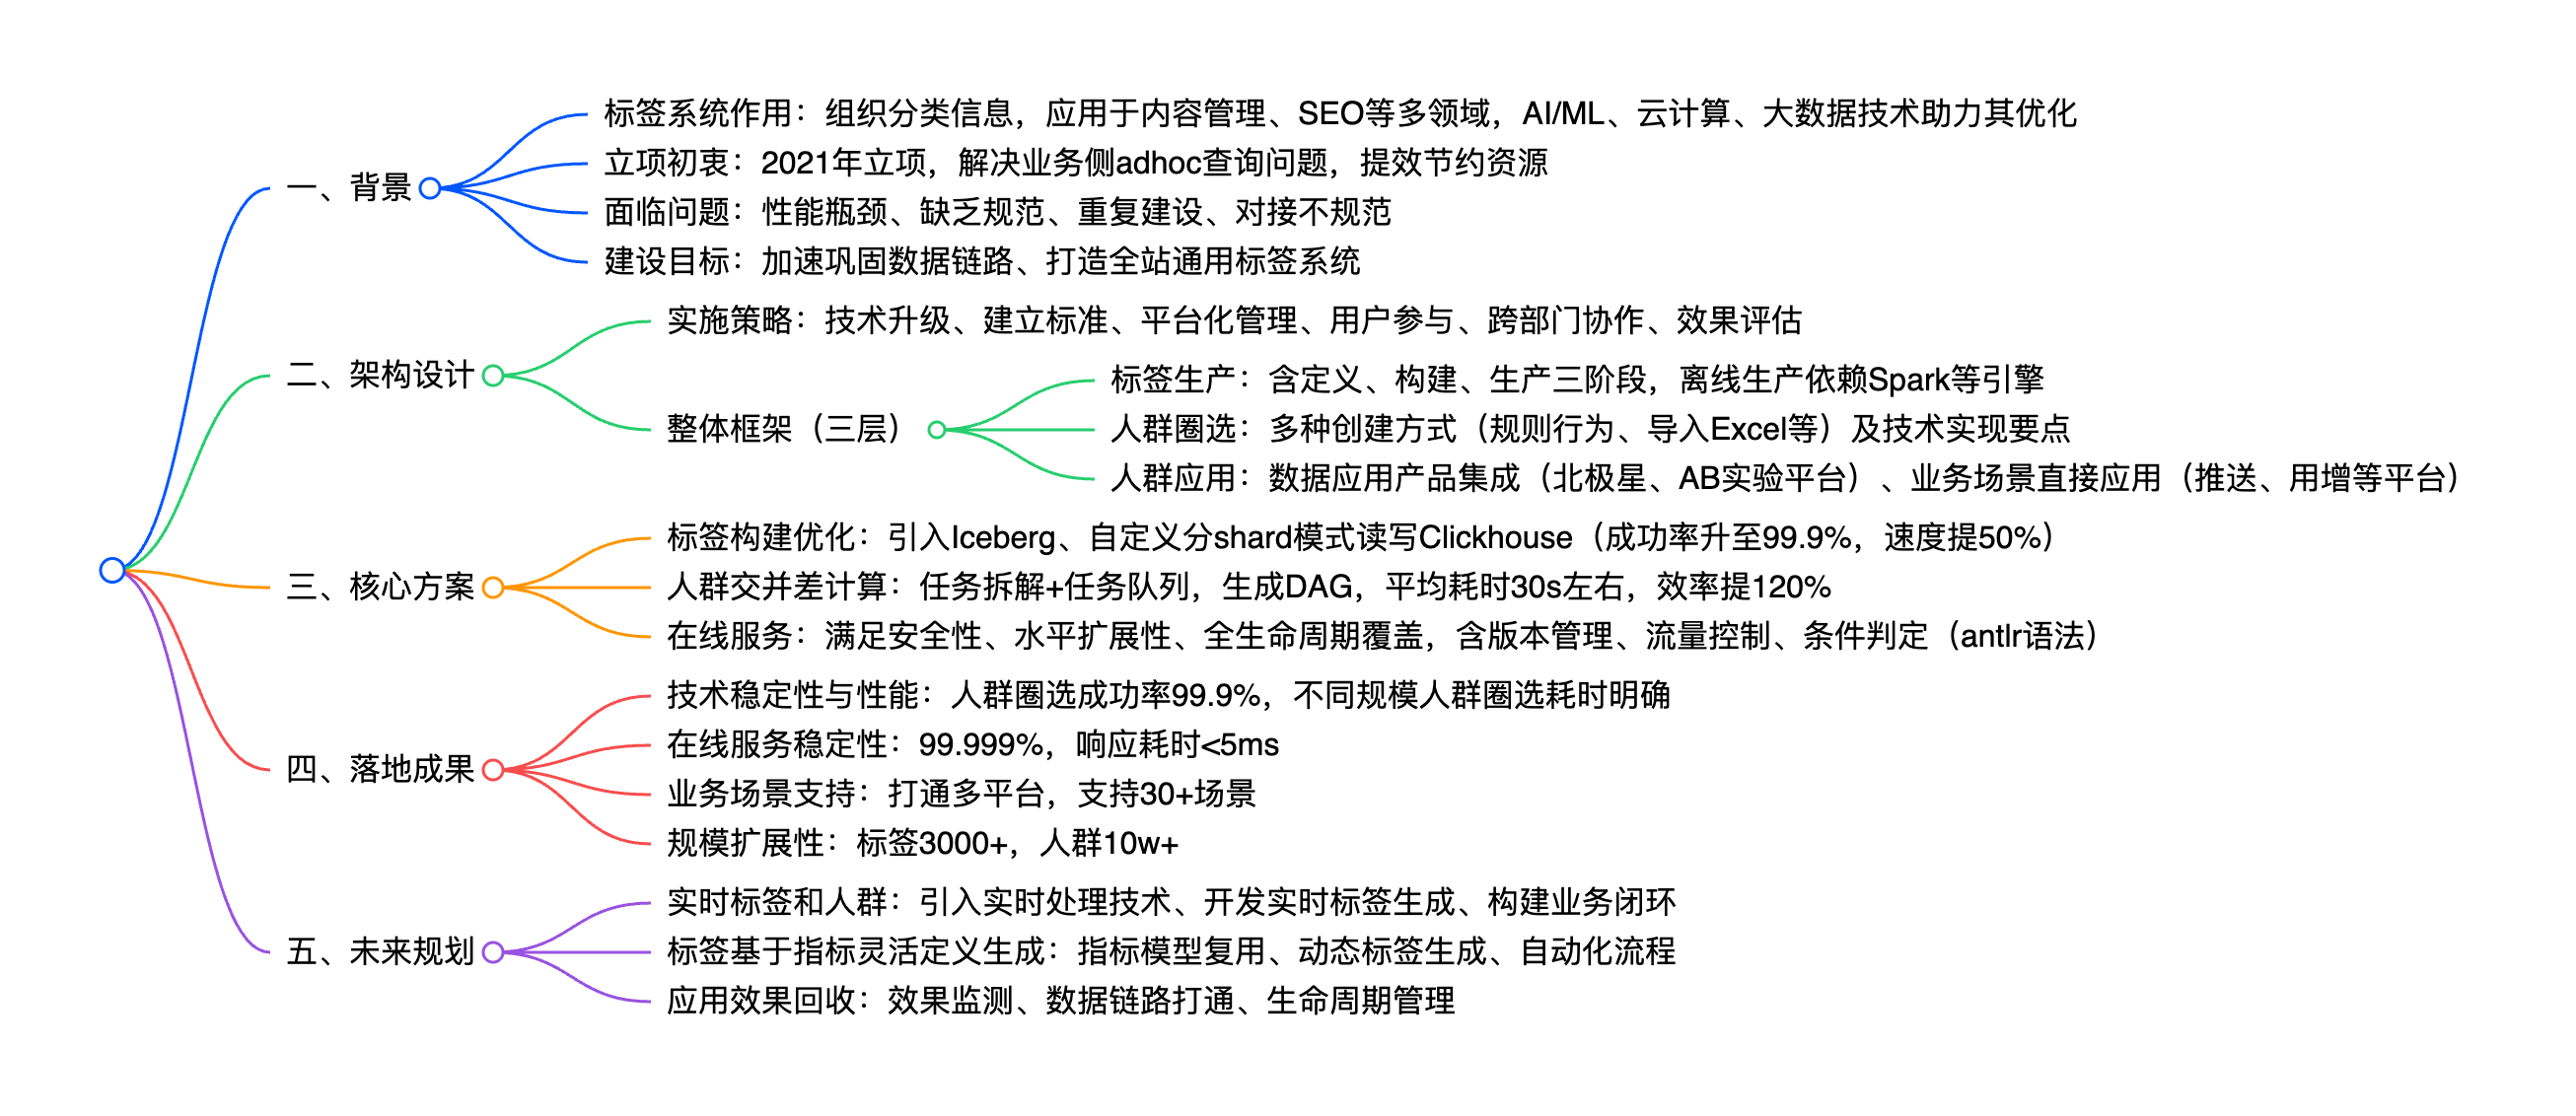 一、背景
标签系统作用：组织分类信息，应用于内容管理、SEO等多领域，AI/ML、云计算、大数据技术助力其优化
立项初衷：2021年立项，解决业务侧adhoc查询问题，提效节约资源
面临问题：性能瓶颈、缺乏规范、重复建设、对接不规范
建设目标：加速巩固数据链路、打造全站通用标签系统
二、架构设计
实施策略：技术升级、建立标准、平台化管理、用户参与、跨部门协作、效果评估
整体框架（三层）
标签生产：含定义、构建、生产三阶段，离线生产依赖Spark等引擎
人群圈选：多种创建方式（规则行为、导入Excel等）及技术实现要点
人群应用：数据应用产品集成（北极星、AB实验平台）、业务场景直接应用（推送、用增等平台）
三、核心方案
标签构建优化：引入Iceberg、自定义分shard模式读写Clickhouse（成功率升至99.9%，速度提50%）
人群交并差计算：任务拆解+任务队列，生成DAG，平均耗时30s左右，效率提120%
在线服务：满足安全性、水平扩展性、全生命周期覆盖，含版本管理、流量控制、条件判定（antlr语法）
四、落地成果
技术稳定性与性能：人群圈选成功率99.9%，不同规模人群圈选耗时明确
在线服务稳定性：99.999%，响应耗时<5ms
业务场景支持：打通多平台，支持30+场景
规模扩展性：标签3000+，人群10w+
五、未来规划
实时标签和人群：引入实时处理技术、开发实时标签生成、构建业务闭环
标签基于指标灵活定义生成：指标模型复用、动态标签生成、自动化流程
应用效果回收：效果监测、数据链路打通、生命周期管理